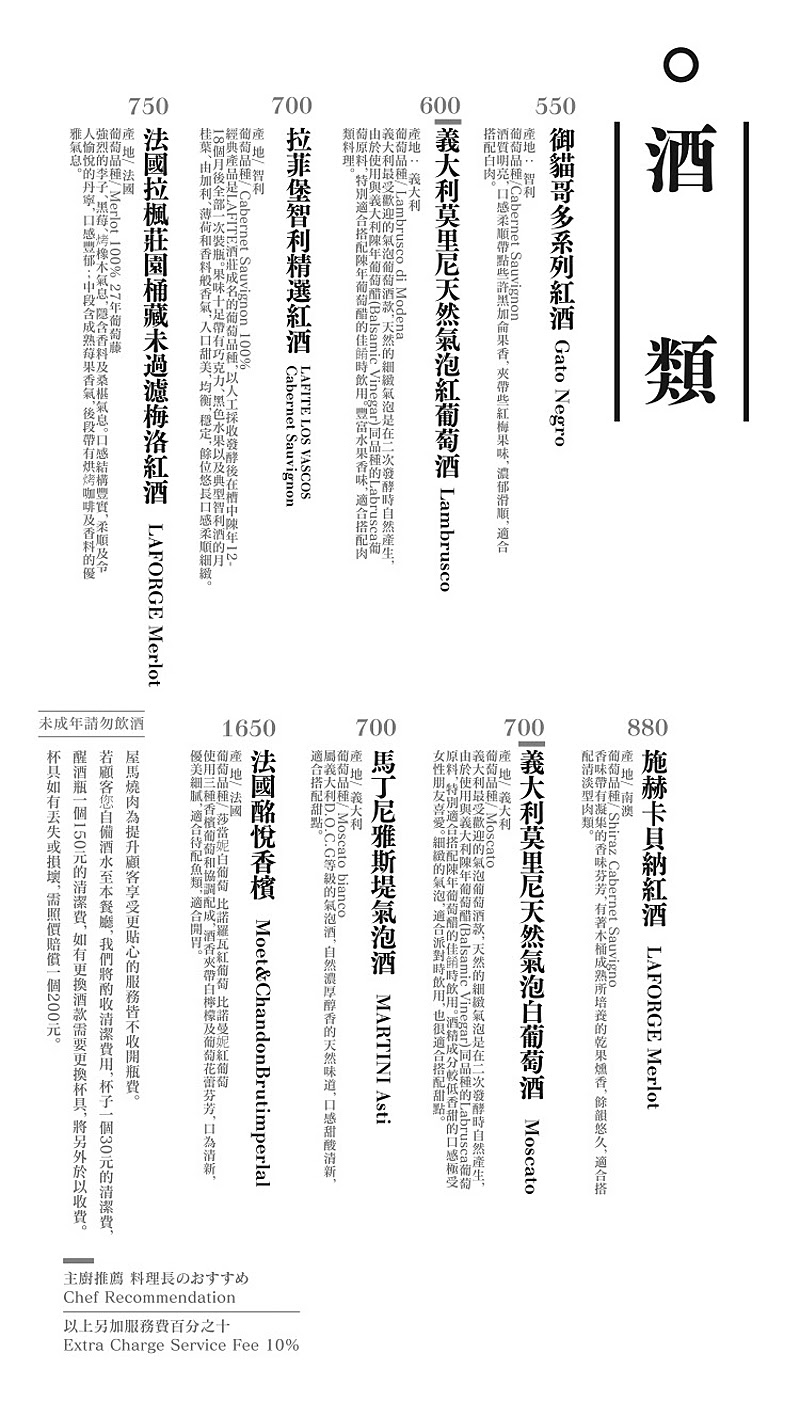 酒類
550
御貓哥多系列紅酒 Gato Negro
產 地: 智利
葡萄品種/Cabernet Sauvignon
酒質明亮，口感柔順帶點些許黑加侖果香，夾帶些紅梅果味，濃郁滑順，適合
搭配白肉。
600
義大利莫里尼天然氣泡紅葡萄酒 Lambrusco
產地: 義大利
葡萄品種/Lambrusco di Modena
義大利最受歡迎的氣泡葡萄酒款，天然的細緻氣泡是在二次發酵時自然產生，
由於使用與義大利陳年葡萄醋(Balsamic Vinegar)同品種的Labrusca葡
萄原料，特別適合搭配陳年葡萄醋的佳餚時飲用。豐富水果香味，適合搭配肉
類料理。
700
拉菲堡智利精選紅酒 LAFITE LOS VASCOS
Cabernet Sauvignon
產 地/ 智利
葡萄品種/Cabernet Sauvignon 100%
經典產品是LAFITE酒莊成名的葡萄品種，以人工採收發酵後在槽中陳年12-
18個月後全部一次裝瓶。果味十足帶有巧克力、黑色水果以及典型智利酒的月
桂葉、由加利、薄荷和香料般香氣，入口甜美、均衡、穩定，餘位悠長口感柔順細緻。
750
法國拉楓莊園桶藏未過濾梅洛紅酒 LAFORGE Merlot
產 地/ 法國
葡萄品種/Merlot 100% 27年葡萄藤
強烈的李子、黑莓、烤橡木氣息，隱含香料及桑椹氣息。口感結構豐實、柔順及令
人愉悅的丹寧，口感豐郁；中段含成熟莓果香氣，後段帶有烘烤咖啡及香料的優
雅氣息。
880
施赫卡貝納紅酒 LAFORGE Merlot
產 地/ 南澳
葡萄品種/Shiraz Cabernet Sauvigno
香味帶有濕集的香味芬芳，有著木桶成熟所培養的乾果燻香，餘韻悠久，適合搭
配清淡型肉類。
700
義大利莫里尼天然氣泡白葡萄酒 Moscato
產 地/ 義大利
葡萄品種/Moscato
義大利最受歡迎的氣泡葡萄酒款，天然的細緻氣泡是在二次發酵時自然產生，
由於使用與義大利陳年葡萄醋(Balsamic Vinegar)同品種的Labrusca葡萄
原料，特別適合搭配陳年葡萄醋的佳餚時飲用。酒精成分較低香甜的口感極受
女性朋友喜愛。細緻的氣泡，適合派對時飲用，也很適合搭配甜點。
700
馬丁尼雅斯堤氣泡酒 MARTINI Asti
產 地/ 義大利
葡萄品種/Moscato bianco
屬義大利D.O.C.G等級的氣泡酒，自然濃厚醇香的天然味道，口感甜酸清新，
適合搭配甜點。
1650
法國酩悅香檳 Moet&ChandonBrutimperlal
產 地/ 法國
葡萄品種/莎當妮白葡萄 比諾羅瓦紅葡萄 比諾曼妮紅葡萄
使用三種香檳葡萄和協調配成，酒香夾帶白檸檬及葡萄花蕾芬芳，口為清新，
優美細膩，適合待配魚類，適合開胃。
未成年請勿飲酒
屋馬燒肉為提升顧客享受更貼心的服務皆不收開瓶費。
若顧客您自備酒水至本餐廳，我們將酌收清潔費用，杯子一個30元的清潔費，
醒酒瓶一個150元的清潔費，如有更換酒款需要更換杯具，將另外於以收費。
杯具如有丟失或損壞，需照價賠償一個200元。
主廚推薦 料理長のおすすめ
Chef Recommendation
以上另加服務費百分之十
Extra Charge Service Fee 10%